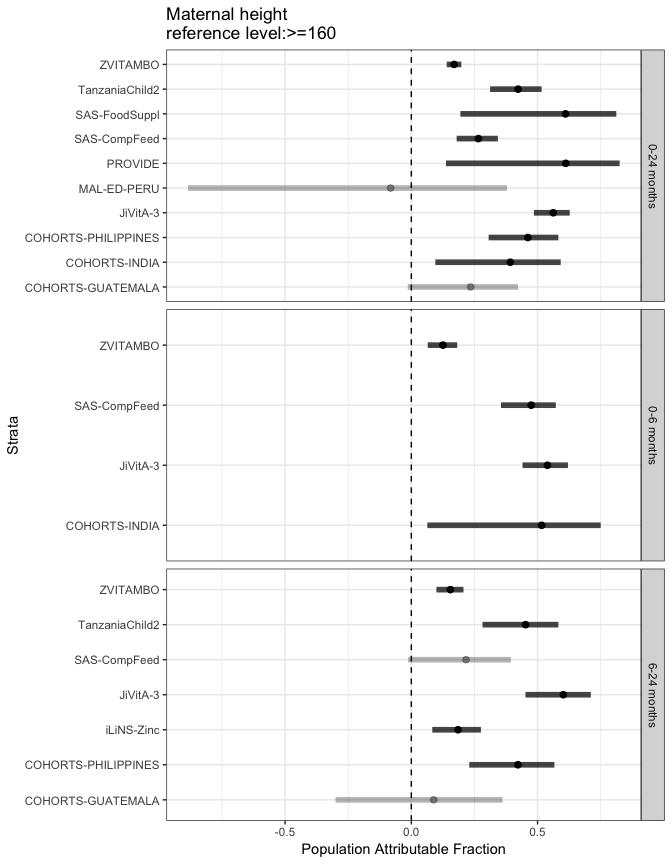 Maternal height
reference level:>=160
ZVITAMBO
TanzaniaChild2
SAS-FoodSuppl
SAS-CompFeed
PROVIDE
MAL-ED-PERU
JiVitA-3
COHORTS-PHILIPPINES
COHORTS-INDIA
COHORTS-GUATEMALA
0-24 months
ZVITAMBO
SAS-CompFeed
JiVitA-3
COHORTS-INDIA
0-6 months
Strata
ZVITAMBO
TanzaniaChild2
SAS-CompFeed
JiVitA-3
iLiNS-Zinc
COHORTS-PHILIPPINES
COHORTS-GUATEMALA
6-24 months
-0.5 0.0 0.5
Population Attributable Fraction